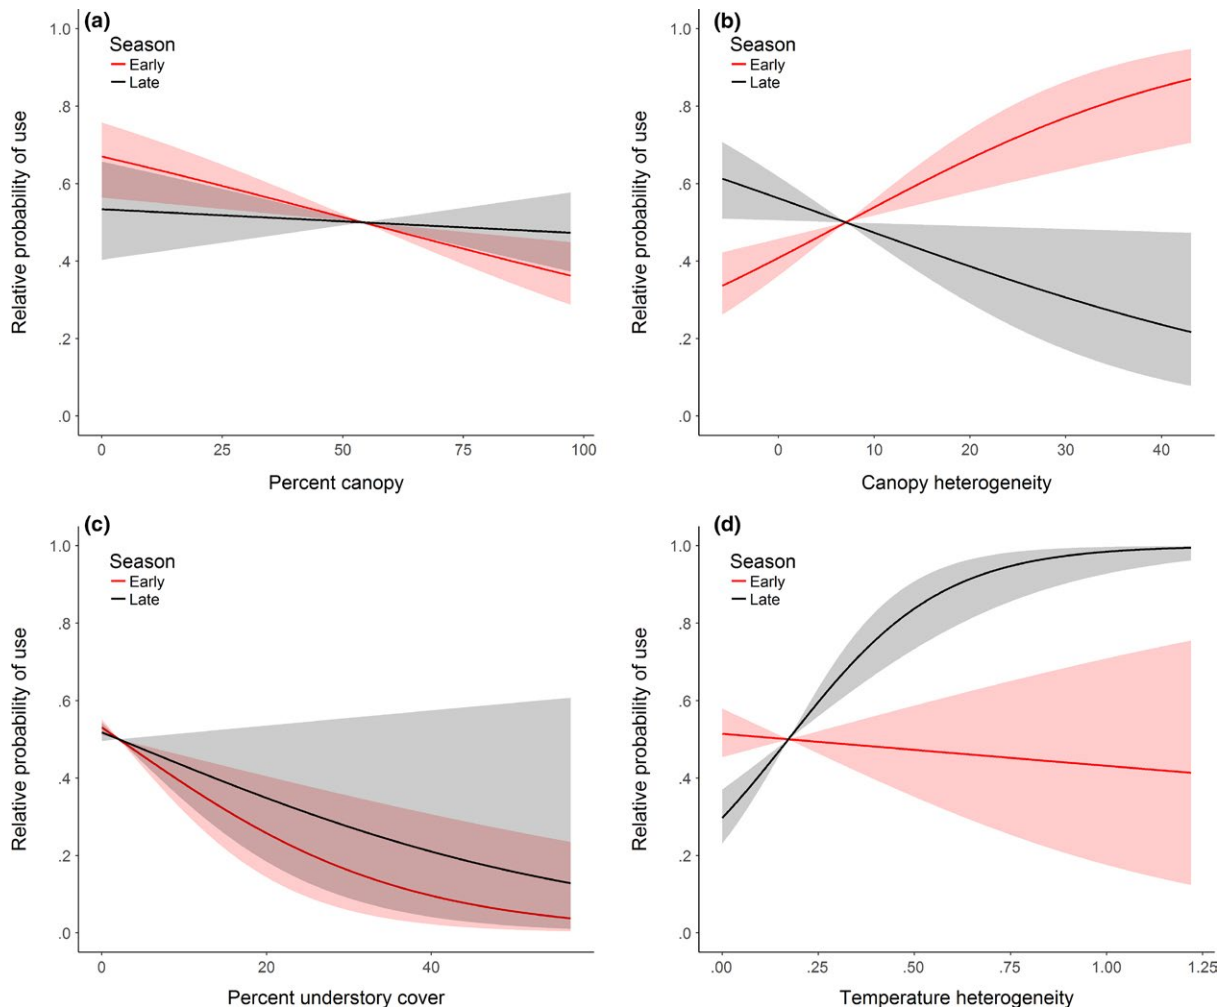 (a)
Season
Early
Late
1.0
.8
.6
.4
.2
.0
Relative probability of use
0 25 50 75 100
Percent canopy
(b)
Season
Early
Late
1.0
.8
.6
.4
.2
.0
Relative probability of use
0 10 20 30 40
Canopy heterogeneity
(c)
Season
Early
Late
1.0
.8
.6
.4
.2
.0
Relative probability of use
0 20 40
Percent understory cover
(d)
Season
Early
Late
1.0
.8
.6
.4
.2
.0
Relative probability of use
.00 .25 .50 .75 1.00 1.25
Temperature heterogeneity